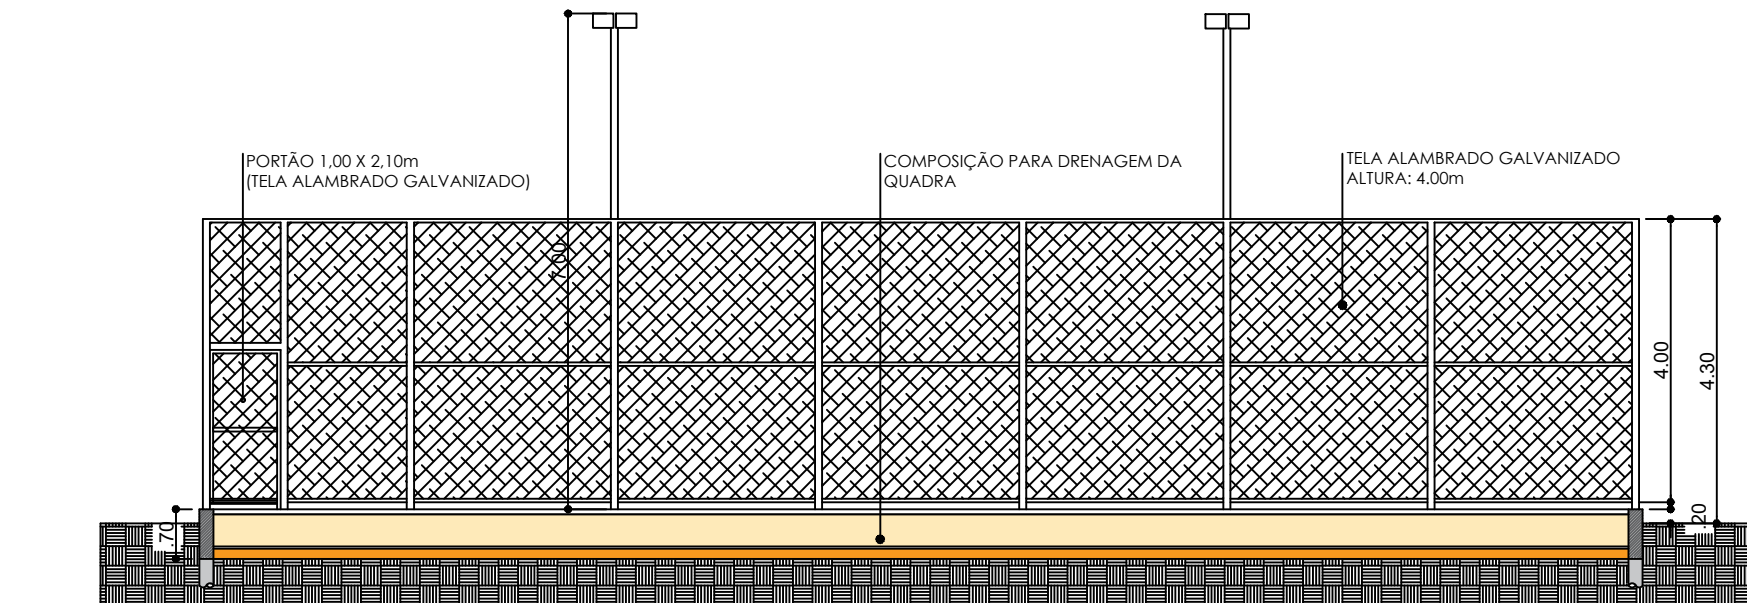 PORTÃO 1,00 X 2,10m
(TELA ALAMBRADO GALVANIZADO)
COMPOSIÇÃO PARA DRENAGEM DA
QUADRA
TELA ALAMBRADO GALVANIZADO
ALTURA: 4.00m
7.00
4.00
4.30
.70
.20